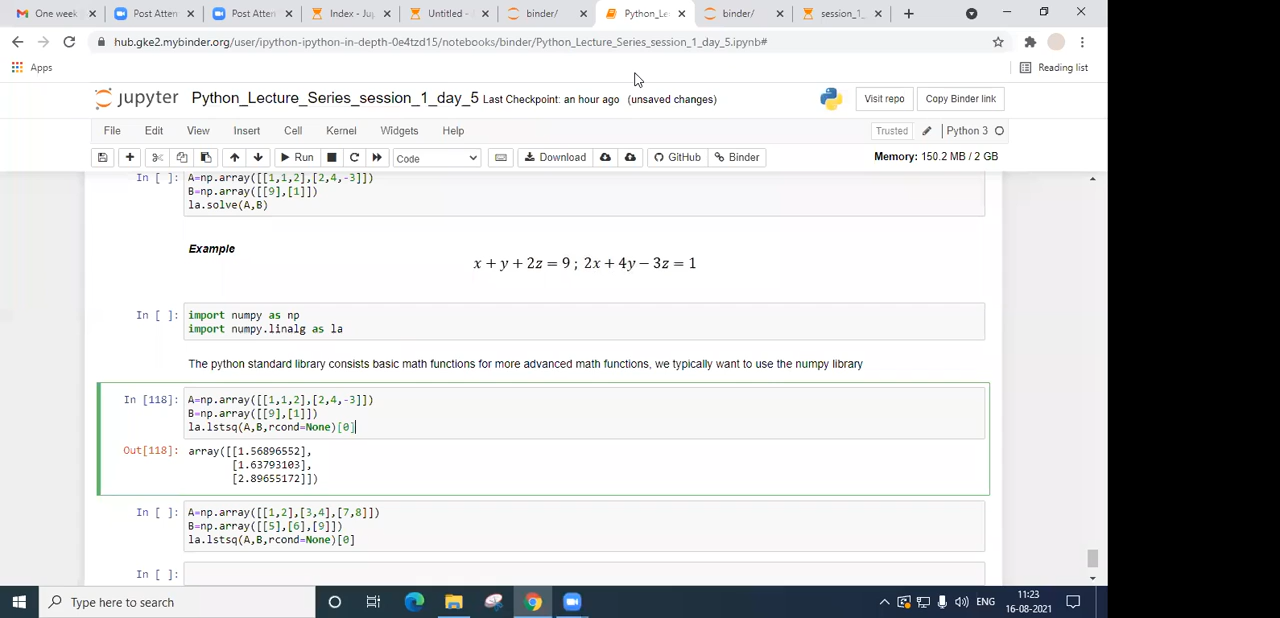 One week
Post Atten
Post Atten
Index - Ju
Untitled -
binder/
Python_Le
binder/
session_1_
hub.gke2.mybinder.org/user/ipython-ipython-in-depth-0e4tzd15/notebooks/binder/Python_Lecture_Series_session_1_day_5.ipynb#
Apps
Reading list
jupyter Python_Lecture_Series_session_1_day_5 Last Checkpoint: an hour ago (unsaved changes)
Visit repo
Copy Binder link
File Edit View Insert Cell Kernel Widgets Help
Trusted
Python 3
Run
Code
Download
GitHub
Binder
Memory: 150.2 MB / 2 GB
In [ ]: A=np.array([[1,1,2],[2,4,-3]])
B=np.array([[9],[1]])
la.solve(A,B)
Example
x + y + 2z = 9 ; 2x + 4y − 3z = 1
In [ ]: import numpy as np
import numpy.linalg as la
The python standard library consists basic math functions for more advanced math functions, we typically want to use the numpy library
In [118]: A=np.array([[1,1,2],[2,4,-3]])
B=np.array([[9],[1]])
la.lstsq(A,B,rcond=None)[0]
Out[118]: array([[1.56896552],
[1.63793103],
[2.89655172]])
In [ ]: A=np.array([[1,2],[3,4],[7,8]])
B=np.array([[5],[6],[9]])
la.lstsq(A,B,rcond=None)[0]
In [ ]:
Type here to search
ENG
11:23
16-08-2021